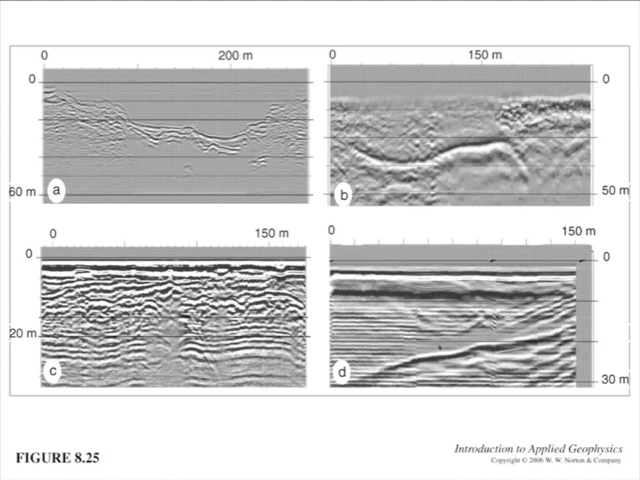 0 200 m
0
60 m
a
0 150 m
0
50 m
b
0 150 m
0
20 m
c
0 150 m
0
30 m
d
FIGURE 8.25
Introduction to Applied Geophysics
Copyright © 2006 W. W. Norton & Company